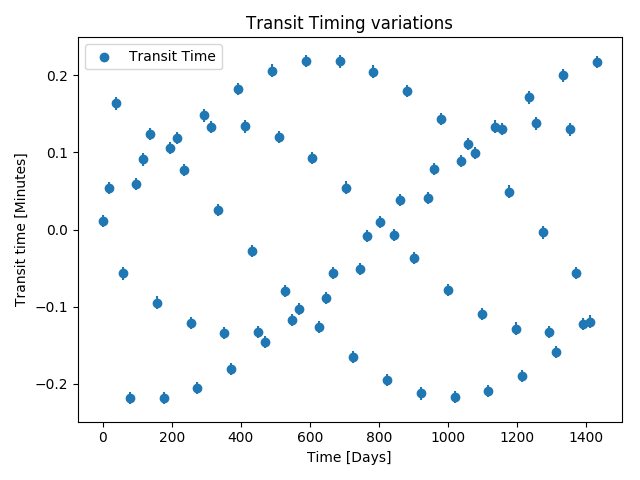 Transit Timing variations
Transit Time
Transit time [Minutes]
0.2
0.1
0.0
−0.1
−0.2
0 200 400 600 800 1000 1200 1400
Time [Days]